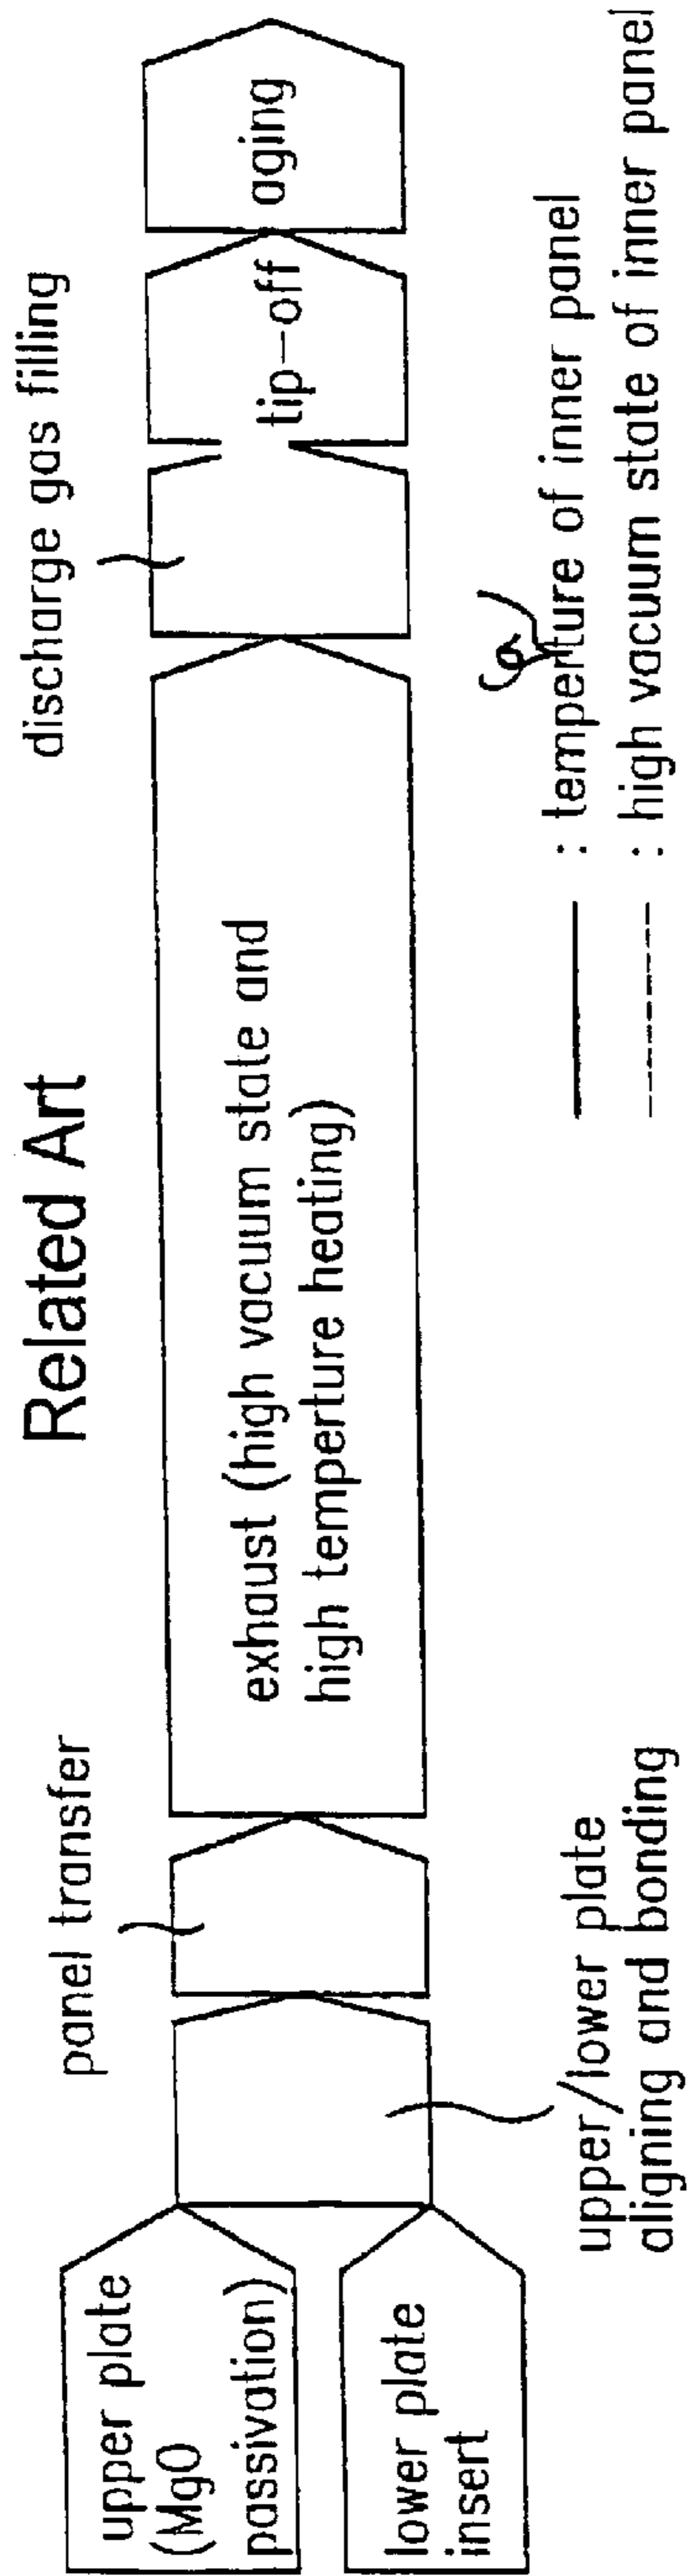 Related Art
upper plate
(MgO
passivation)
lower plate
insert
upper/lower plate
aligning and bonding
panel transfer
exhaust (high vacuum state and
high temperture heating)
discharge gas filling
tip-off
aging
: temperture of inner panel
: high vacuum state of inner panel